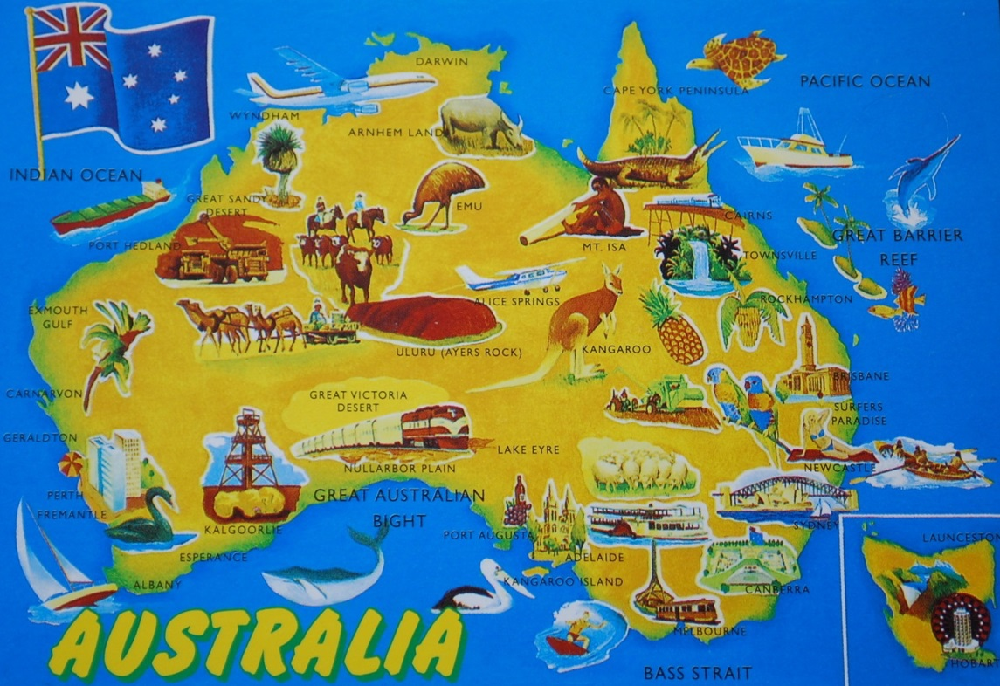 DARWIN
CAPE YORK PENINSULA
PACIFIC OCEAN
WYNDHAM
ARNHEM LAND
INDIAN OCEAN
GREAT SANDY
DESERT
EMU
CAIRNS
PORT HEDLAND
MT. ISA
GREAT BARRIER
REEF
TOWNSVILLE
ALICE SPRINGS
ROCKHAMPTON
EXMOUTH
GULF
ULURU (AYERS ROCK)
KANGAROO
BRISBANE
CARNARVON
GREAT VICTORIA
DESERT
SURFERS
PARADISE
GERALDTON
LAKE EYRE
NULLARBOR PLAIN
NEWCASTLE
PERTH
GREAT AUSTRALIAN
BIGHT
FREMANTLE
KALGOORLIE
PORT AUGUSTA
SYDNEY
LAUNCESTON
ESPERANCE
ADELAIDE
ALBANY
KANGAROO ISLAND
CANBERRA
MELBOURNE
AUSTRALIA
BASS STRAIT
HOBART